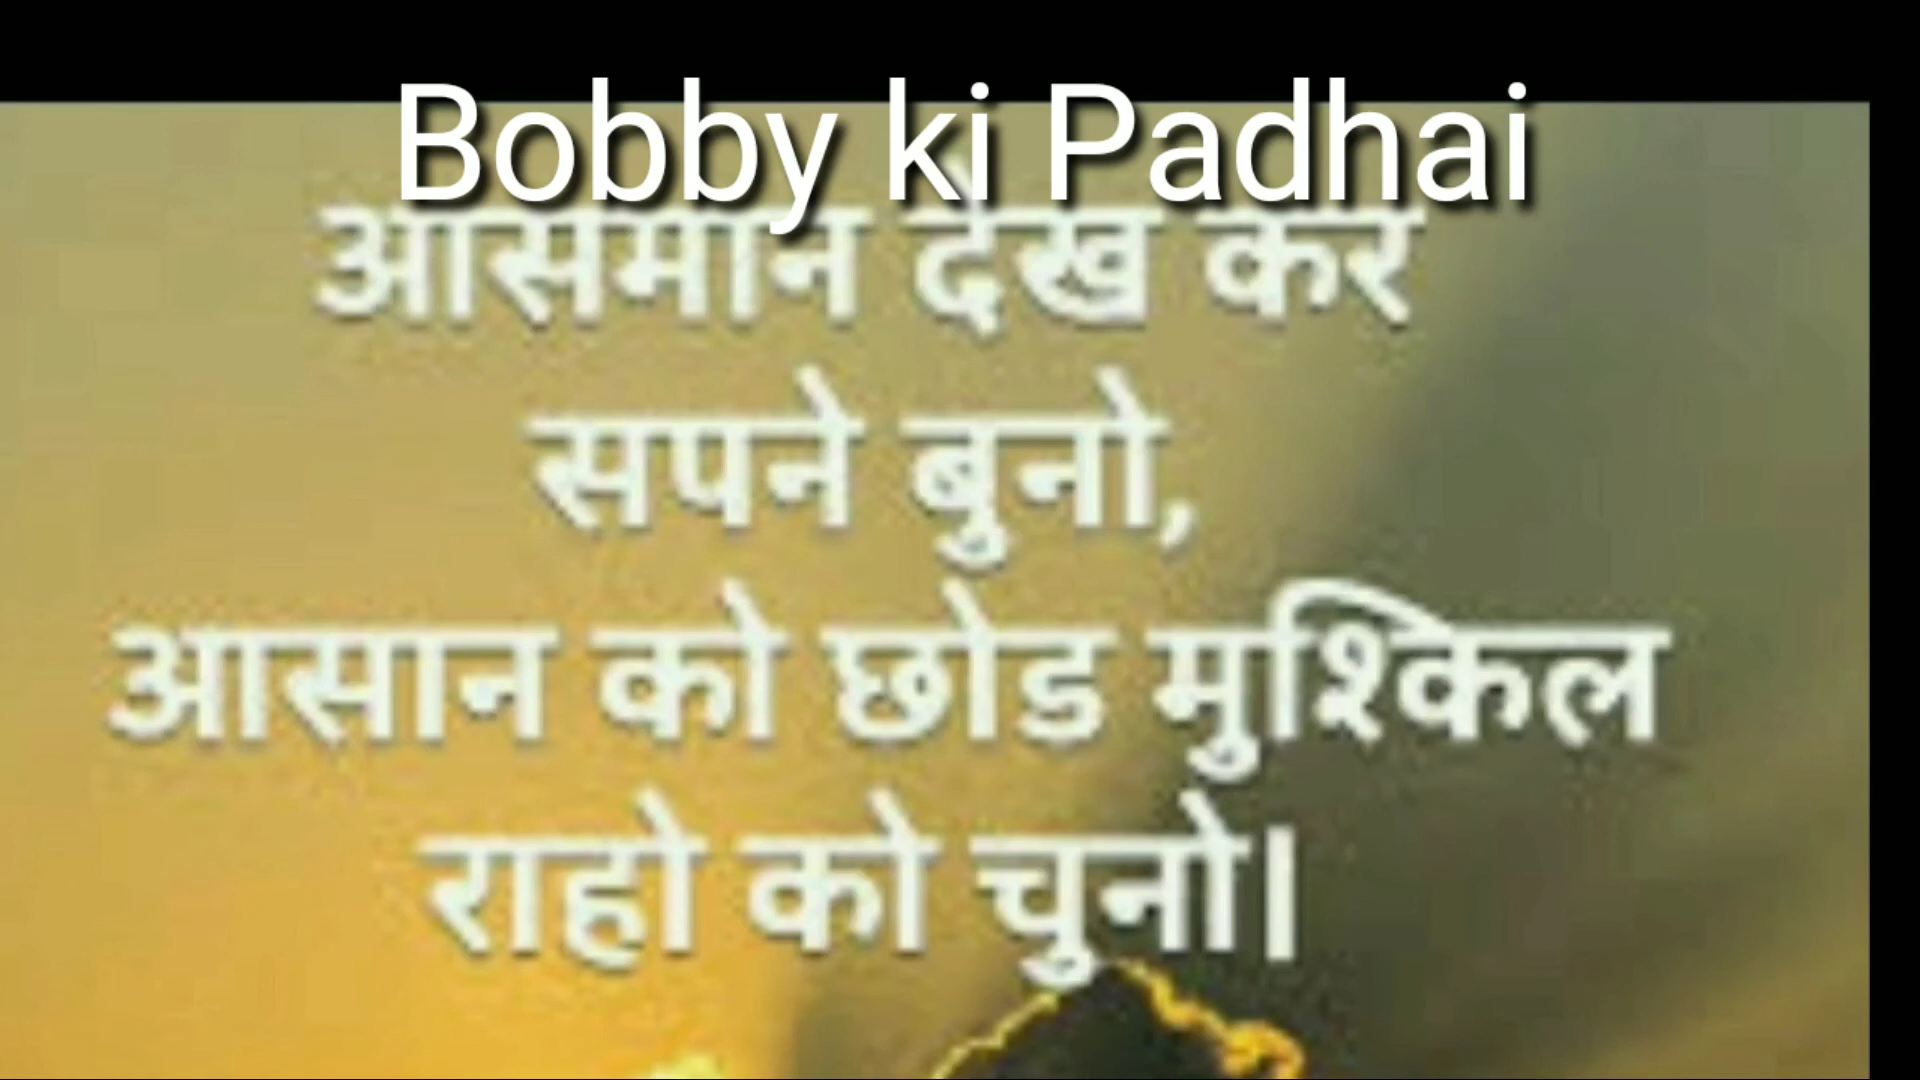 Bobby ki Padhai
आसमान देख कर
सपने बुनो,
आसान को छोड मुश्किल
राहो को चुनो।